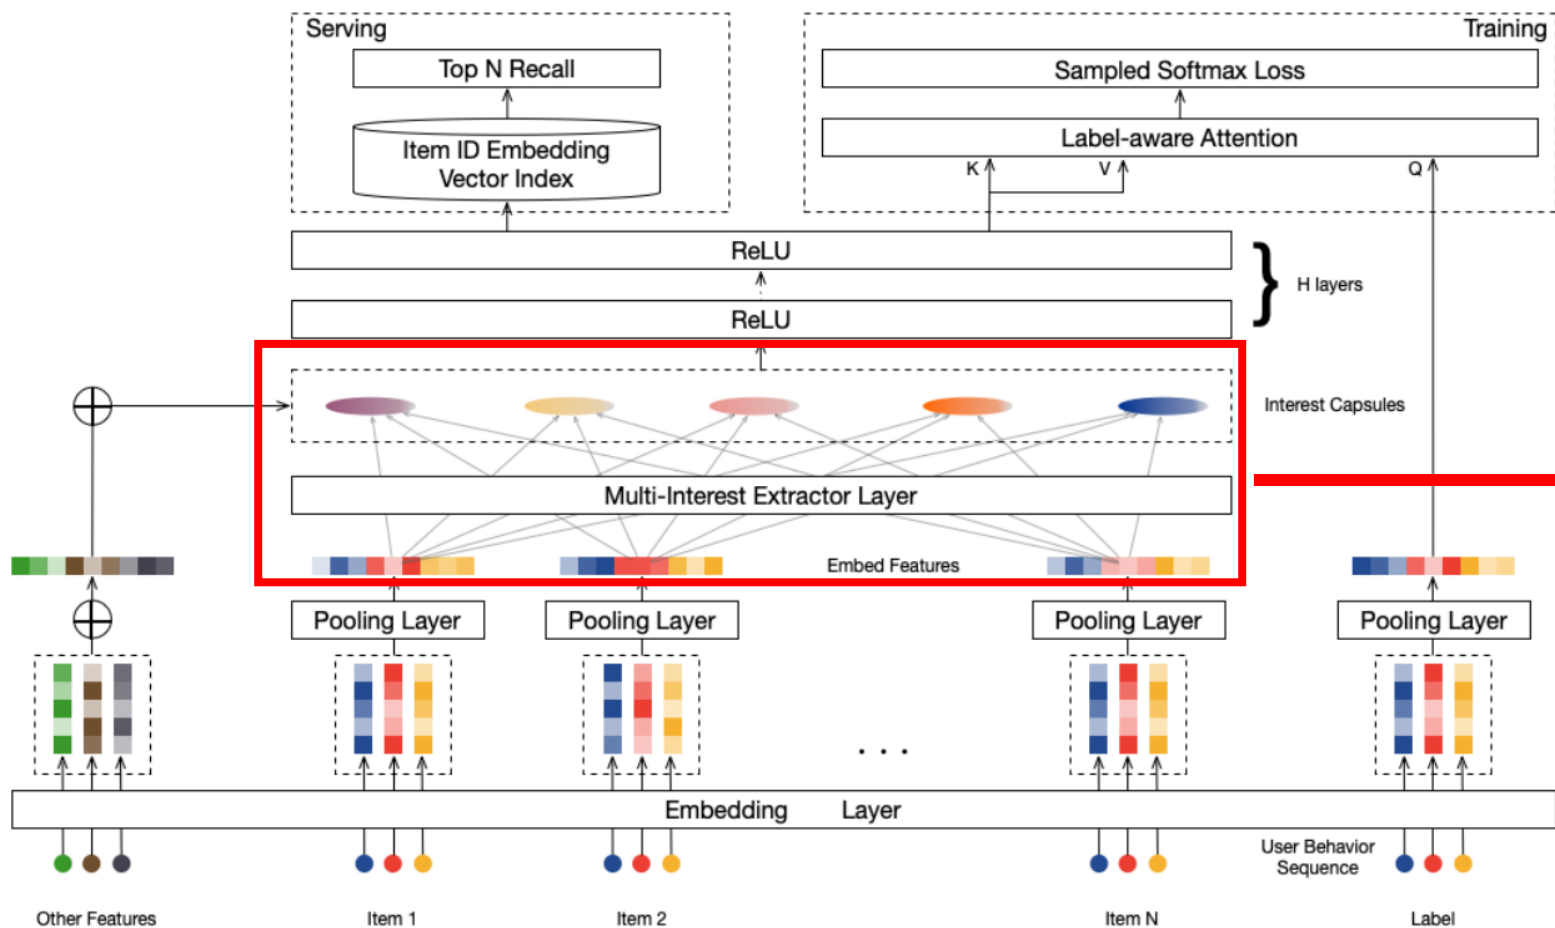 Serving
Training
Top N Recall
Sampled Softmax Loss
Item ID Embedding
Vector Index
Label-aware Attention
K
V
Q
ReLU
H layers
ReLU
}
Interest Capsules
Multi-Interest Extractor Layer
Embed Features
Pooling Layer
Pooling Layer
Pooling Layer
Pooling Layer
. . .
Embedding Layer
User Behavior
Sequence
Other Features
Item 1
Item 2
Item N
Label